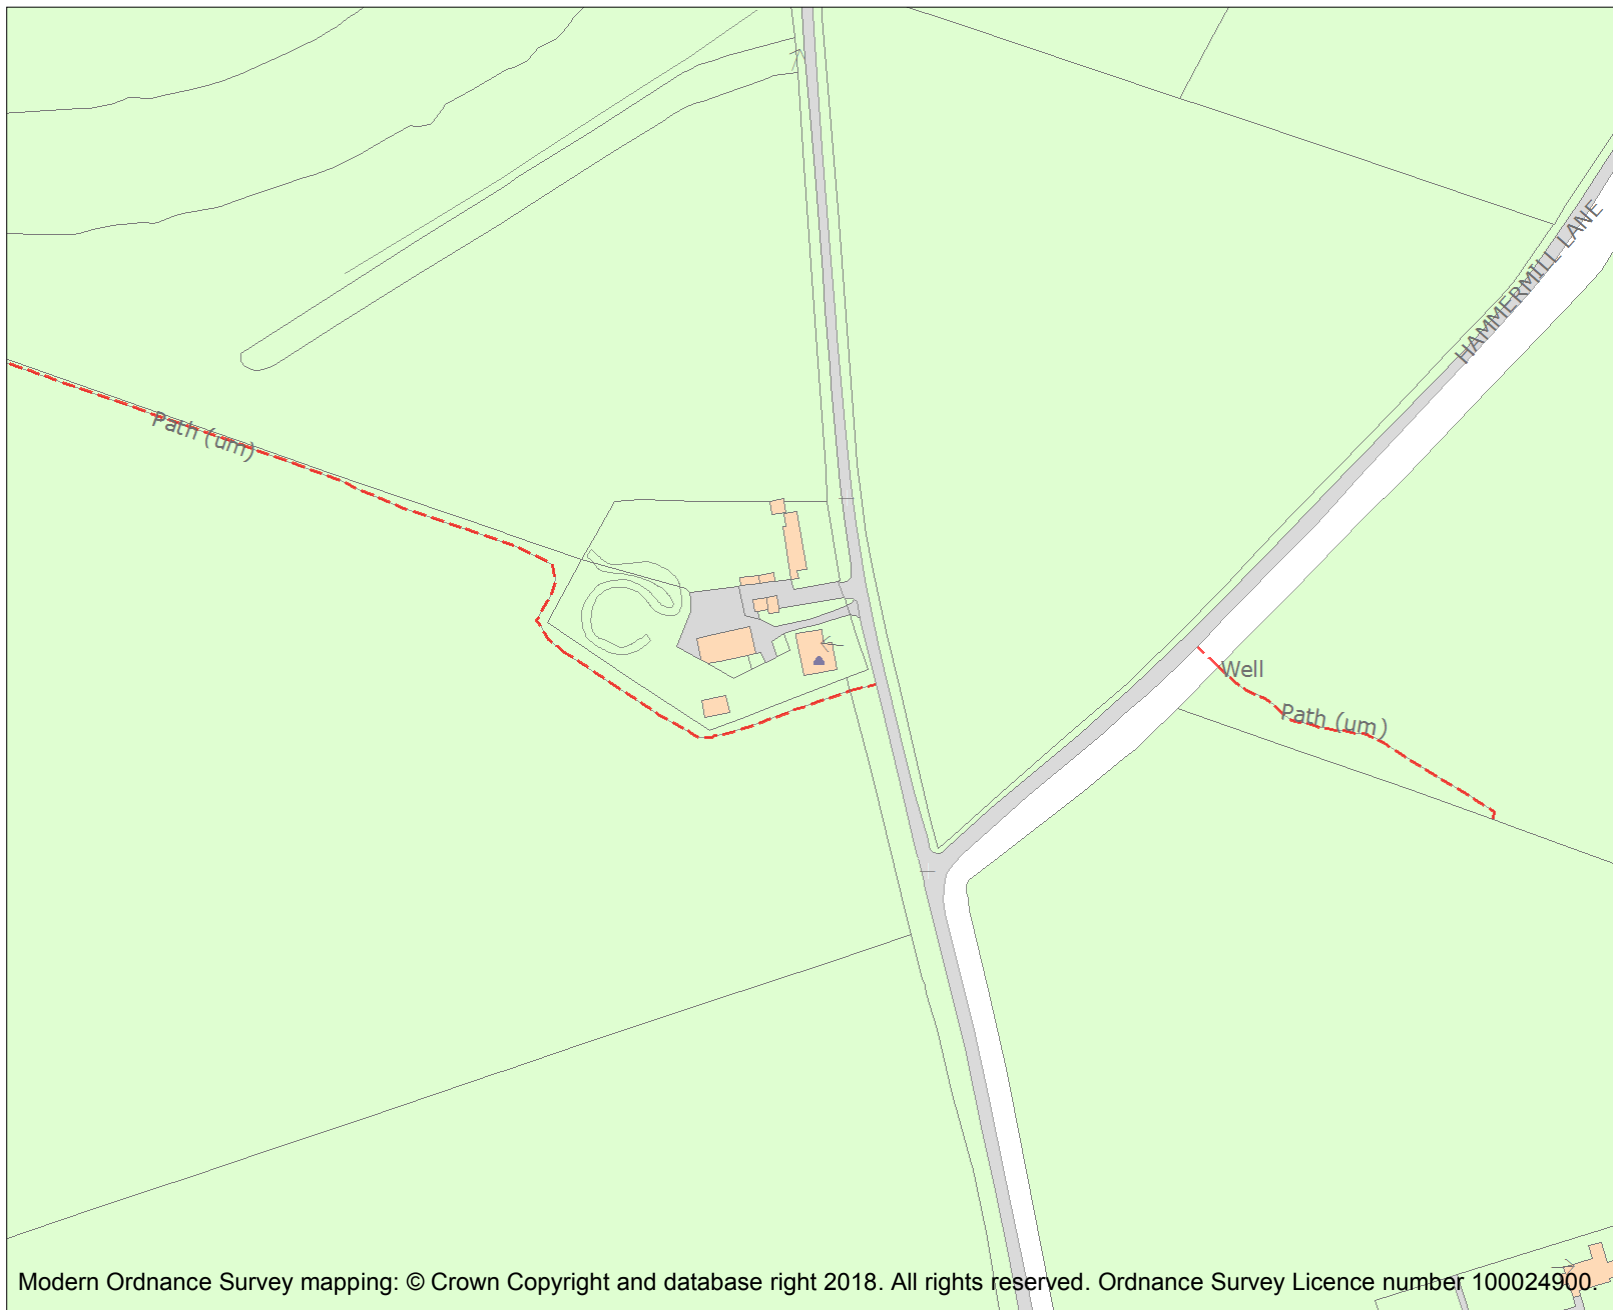 HAMMERMILL LANE
Path (um)
Well
Path (um)
Modern Ordnance Survey mapping: © Crown Copyright and database right 2018. All rights reserved. Ordnance Survey Licence number 100024900.